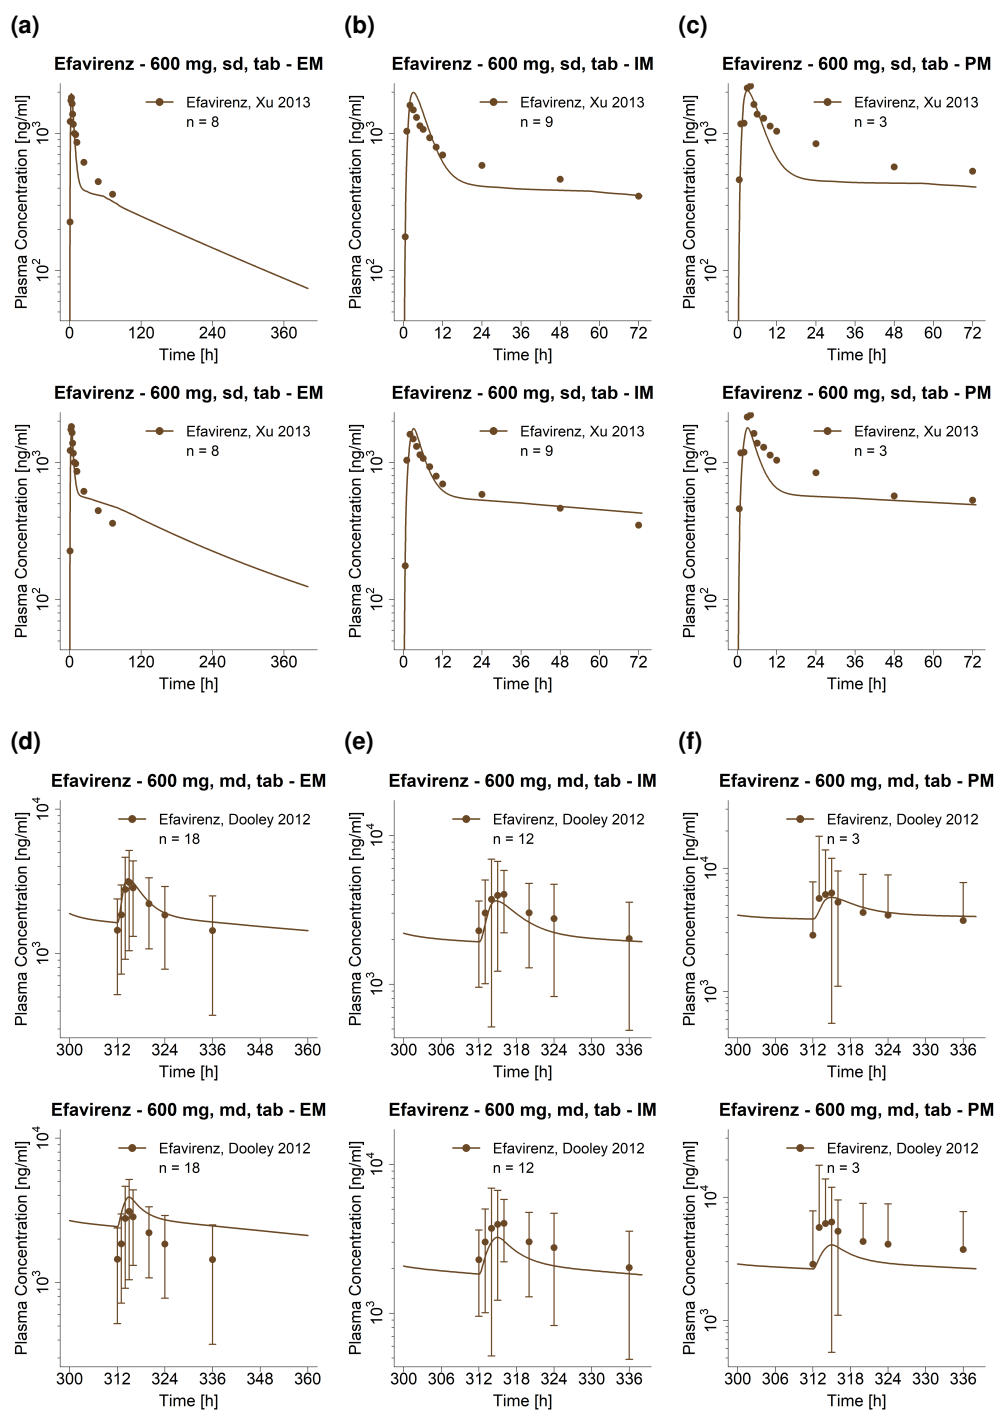 (a)
Efavirenz - 600 mg, sd, tab - EM
Plasma Concentration [ng/ml]
10³
10²
Efavirenz, Xu 2013
n = 8
0 120 240 360
Time [h]
(b)
Efavirenz - 600 mg, sd, tab - IM
Plasma Concentration [ng/ml]
10³
10²
Efavirenz, Xu 2013
n = 9
0 12 24 36 48 60 72
Time [h]
(c)
Efavirenz - 600 mg, sd, tab - PM
Plasma Concentration [ng/ml]
10³
10²
Efavirenz, Xu 2013
n = 3
0 12 24 36 48 60 72
Time [h]
Efavirenz - 600 mg, sd, tab - EM
Plasma Concentration [ng/ml]
10³
10²
Efavirenz, Xu 2013
n = 8
0 120 240 360
Time [h]
Efavirenz - 600 mg, sd, tab - IM
Plasma Concentration [ng/ml]
10³
10²
Efavirenz, Xu 2013
n = 9
0 12 24 36 48 60 72
Time [h]
Efavirenz - 600 mg, sd, tab - PM
Plasma Concentration [ng/ml]
10³
10²
Efavirenz, Xu 2013
n = 3
0 12 24 36 48 60 72
Time [h]
(d)
Efavirenz - 600 mg, md, tab - EM
Plasma Concentration [ng/ml]
10⁴
10³
Efavirenz, Dooley 2012
n = 18
300 312 324 336 348 360
Time [h]
(e)
Efavirenz - 600 mg, md, tab - IM
Plasma Concentration [ng/ml]
10⁴
10³
Efavirenz, Dooley 2012
n = 12
300 306 312 318 324 330 336
Time [h]
(f)
Efavirenz - 600 mg, md, tab - PM
Plasma Concentration [ng/ml]
10⁴
10³
Efavirenz, Dooley 2012
n = 3
300 306 312 318 324 330 336
Time [h]
Efavirenz - 600 mg, md, tab - EM
Plasma Concentration [ng/ml]
10⁴
10³
Efavirenz, Dooley 2012
n = 18
300 312 324 336 348 360
Time [h]
Efavirenz - 600 mg, md, tab - IM
Plasma Concentration [ng/ml]
10⁴
10³
Efavirenz, Dooley 2012
n = 12
300 306 312 318 324 330 336
Time [h]
Efavirenz - 600 mg, md, tab - PM
Plasma Concentration [ng/ml]
10⁴
10³
Efavirenz, Dooley 2012
n = 3
300 306 312 318 324 330 336
Time [h]